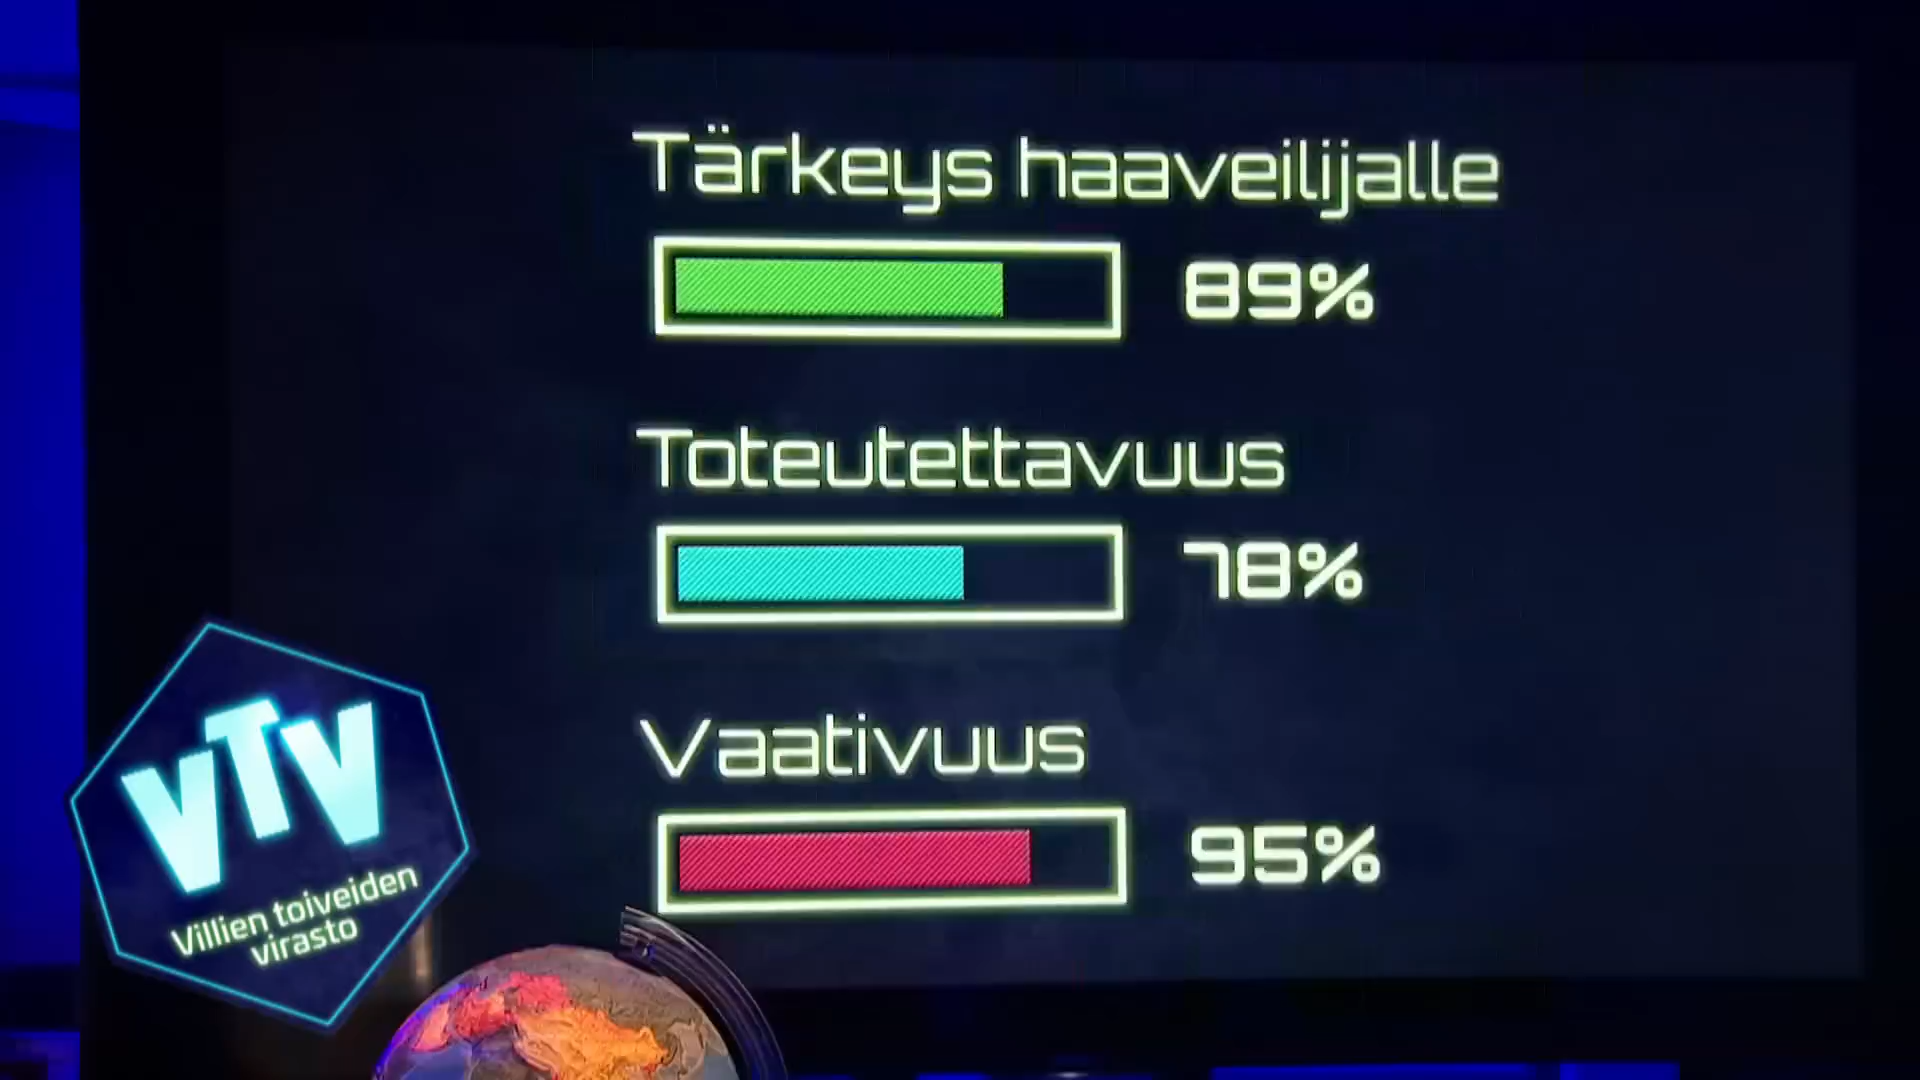 Tärkeys haaveilijalle
89%
Toteutettavuus
78%
Vaativuus
95%
VTV
Villien toiveiden
virasto